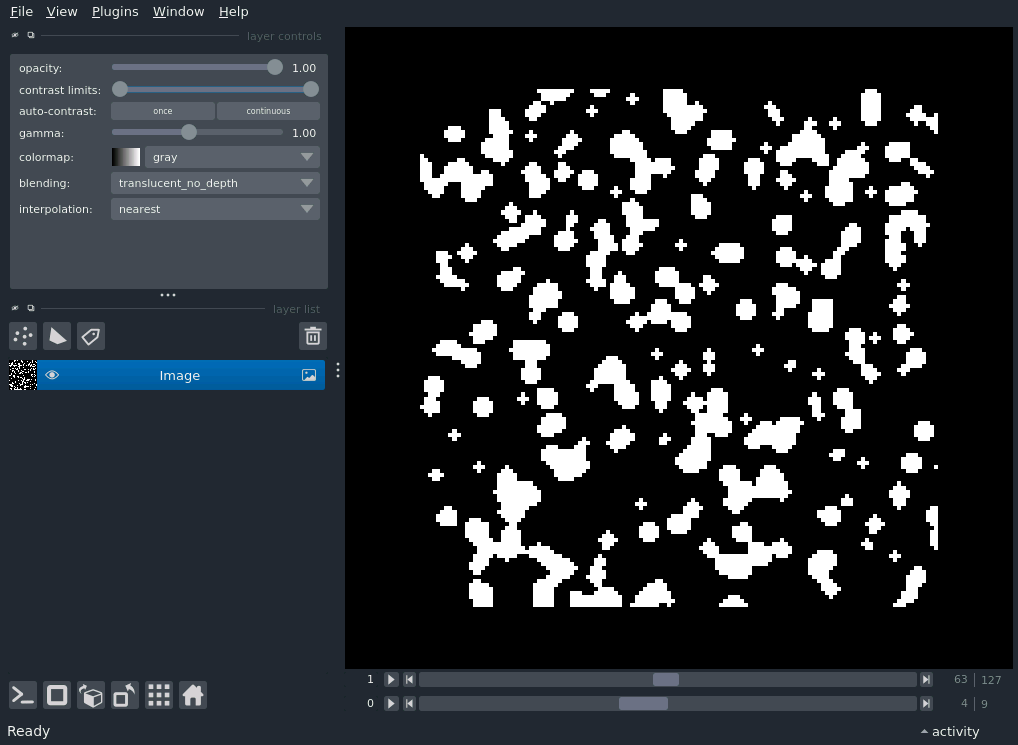 File View Plugins Window Help
layer controls
opacity: 1.00
contrast limits:
auto-contrast: once continuous
gamma: 1.00
colormap: gray
blending: translucent_no_depth
interpolation: nearest
layer list
Image
1 63 127
0 4 9
Ready activity